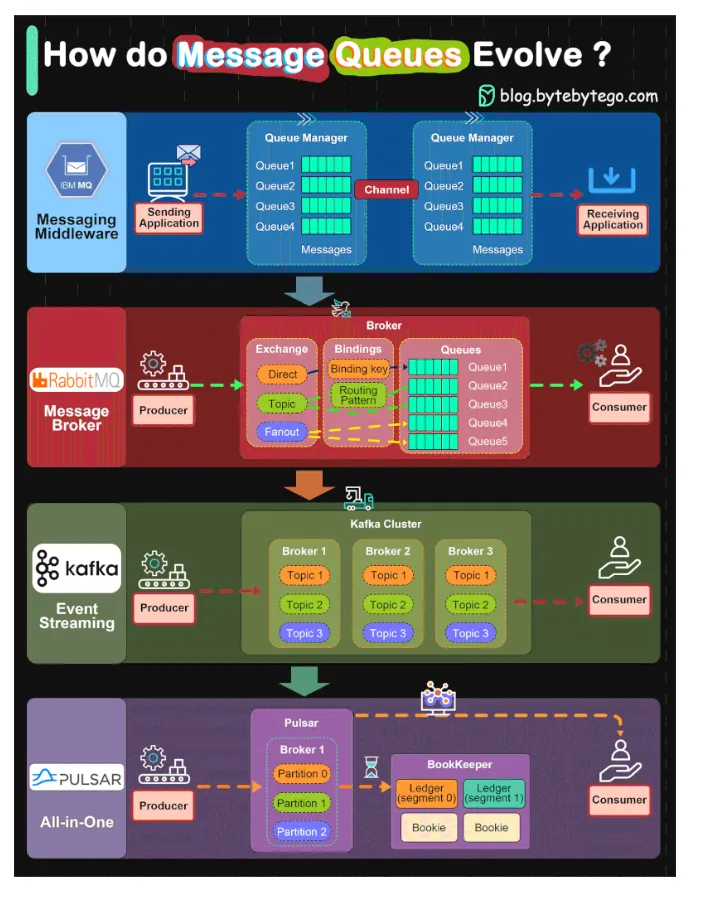 How do Message Queues Evolve ?
blog.bytebytego.com
IBM MQ
Messaging
Middleware
Sending
Application
Queue Manager
Queue1
Queue2
Queue3
Queue4
Messages
Channel
Queue Manager
Queue1
Queue2
Queue3
Queue4
Messages
Receiving
Application
RabbitMQ
Message
Broker
Producer
Broker
Exchange
Direct
Topic
Fanout
Bindings
Binding key
Routing
Pattern
Queues
Queue1
Queue2
Queue3
Queue4
Queue5
Consumer
kafka
Event
Streaming
Producer
Kafka Cluster
Broker 1
Topic 1
Topic 2
Topic 3
Broker 2
Topic 1
Topic 2
Topic 3
Broker 3
Topic 1
Topic 2
Topic 3
Consumer
PULSAR
All-in-One
Producer
Pulsar
Broker 1
Partition 0
Partition 1
Partition 2
BookKeeper
Ledger
(segment 0)
Ledger
(segment 1)
Bookie
Bookie
Consumer